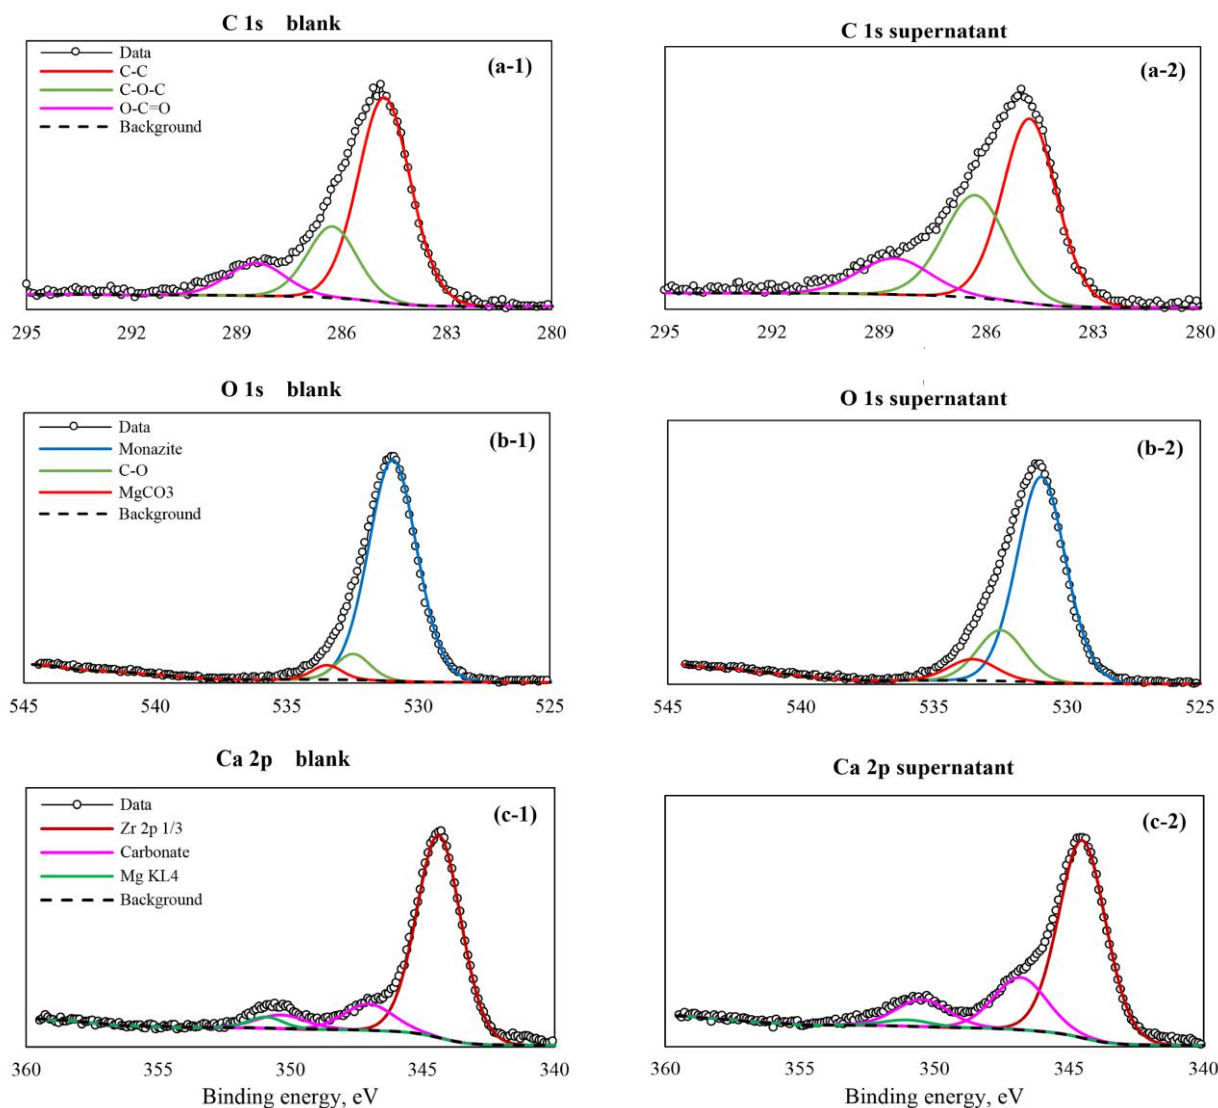 C 1s blank
Data
C-C
C-O-C
O-C=O
Background
(a-1)
295 292 289 286 283 280
C 1s supernatant
(a-2)
295 292 289 286 283 280
O 1s blank
Data
Monazite
C-O
MgCO3
Background
(b-1)
545 540 535 530 525
O 1s supernatant
(b-2)
545 540 535 530 525
Ca 2p blank
Data
Zr 2p 1/3
Carbonate
Mg KL4
Background
(c-1)
360 355 350 345 340
Binding energy, eV
Ca 2p supernatant
(c-2)
360 355 350 345 340
Binding energy, eV